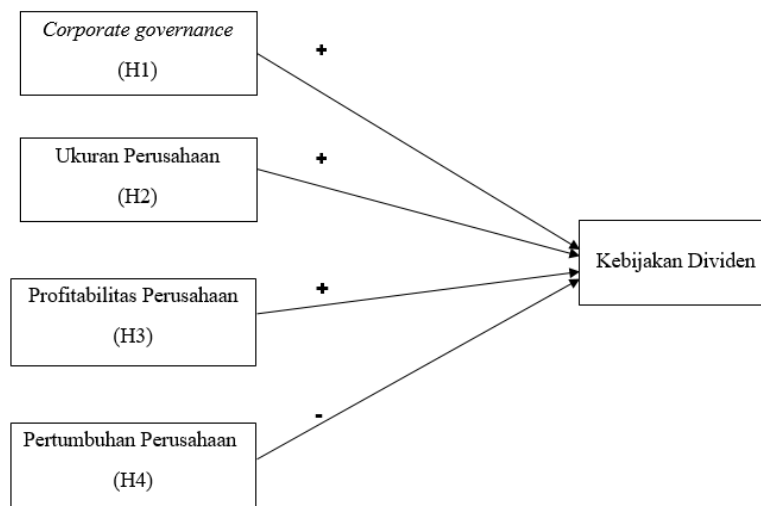 Corporate governance
(H1)
+
Ukuran Perusahaan
(H2)
+
Kebijakan Dividen
Profitabilitas Perusahaan
(H3)
+
Pertumbuhan Perusahaan
(H4)
-